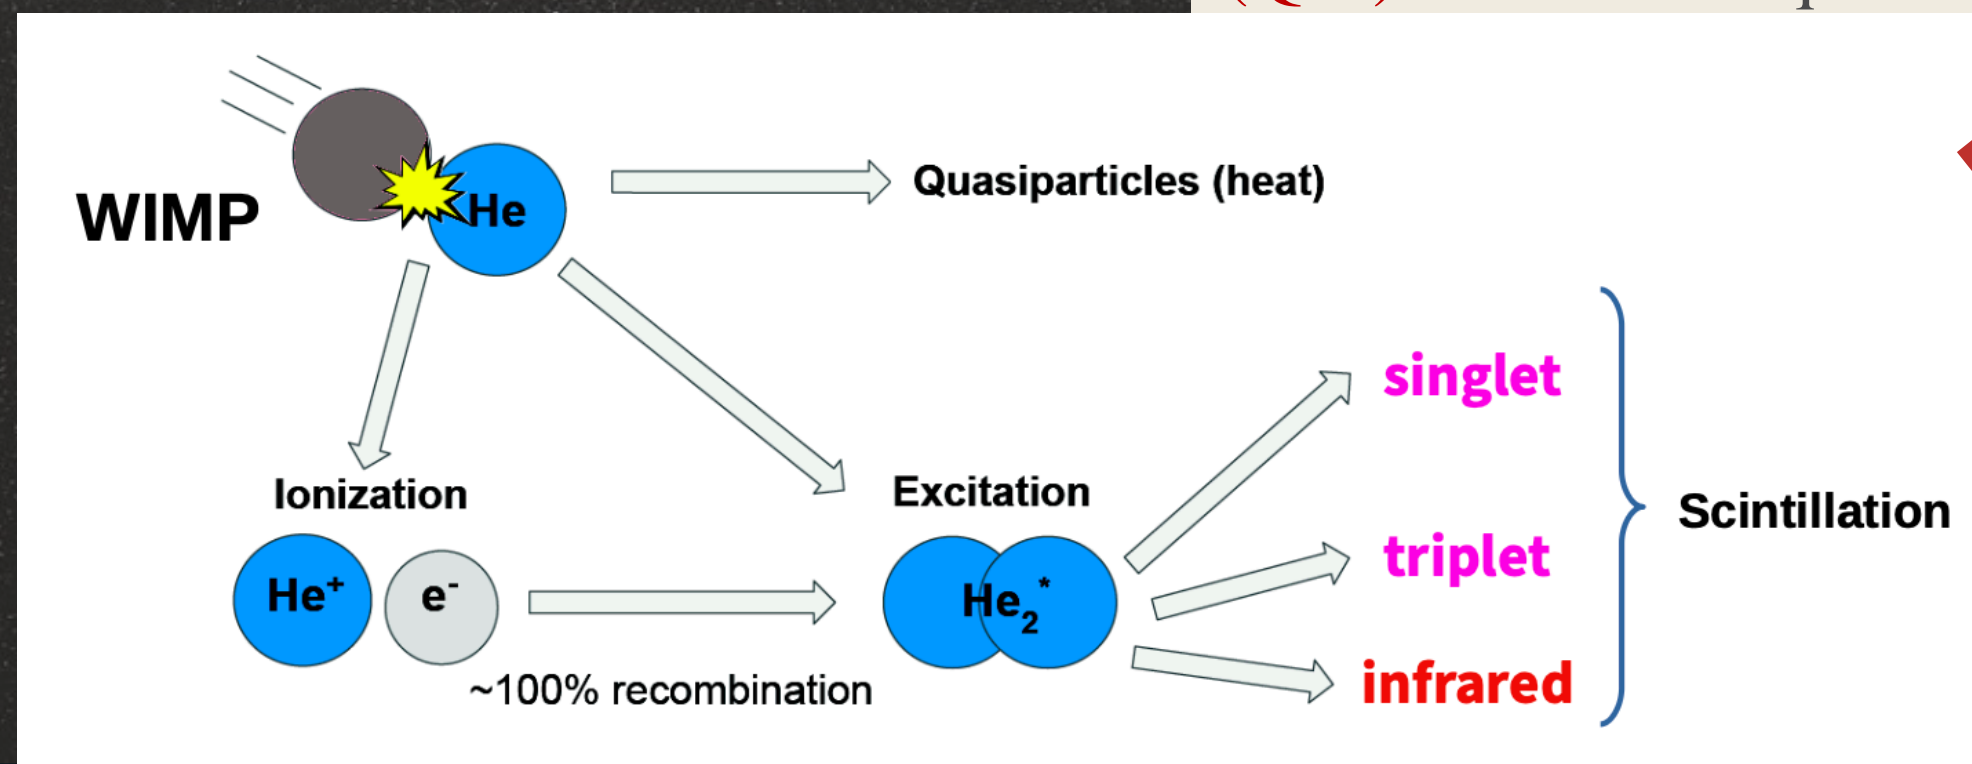 WIMP
He
Quasiparticles (heat)
Ionization
He⁺
e⁻
~100% recombination
Excitation
He₂*
singlet
triplet
infrared
Scintillation